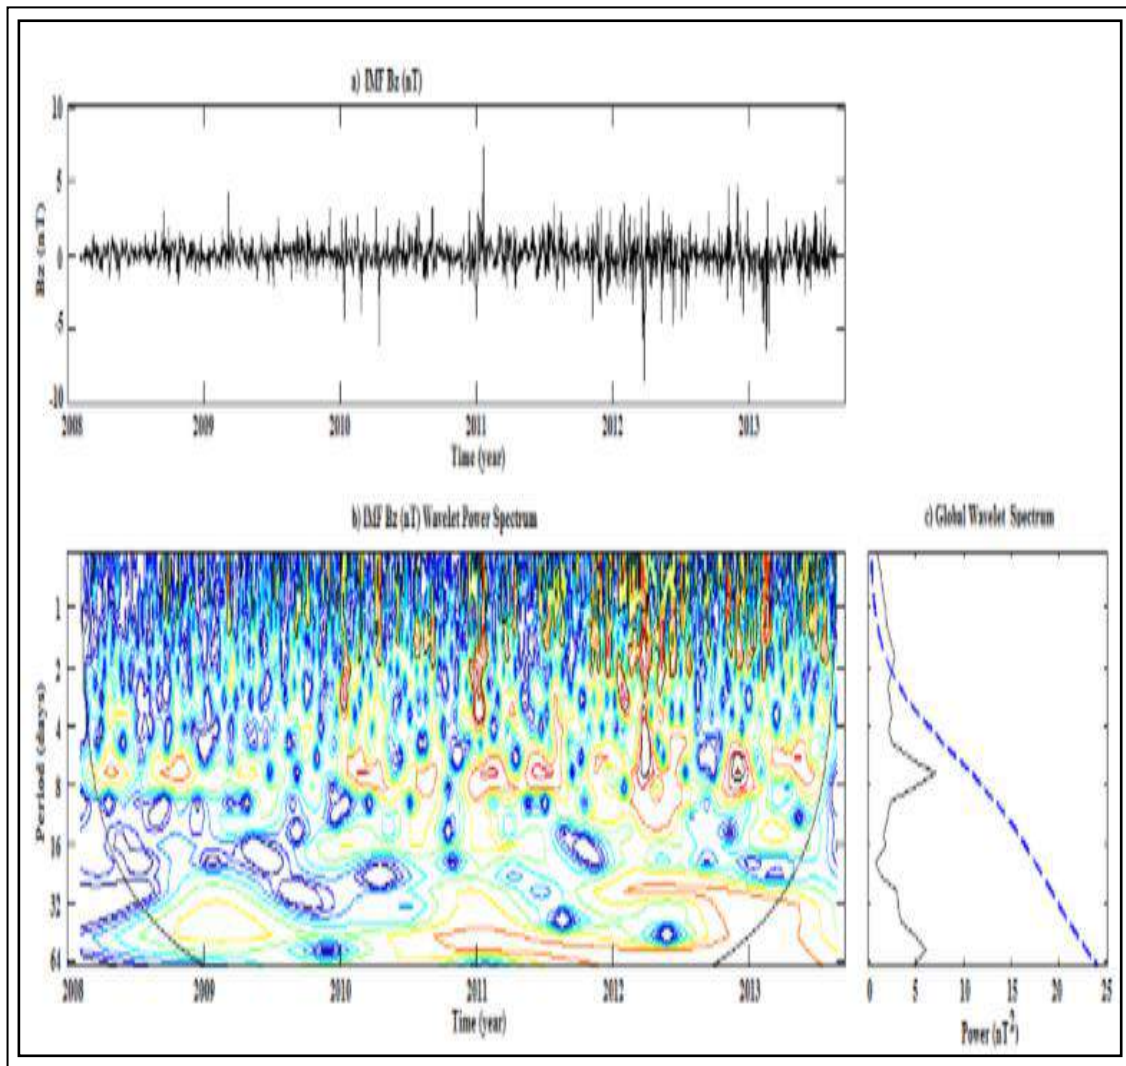 a) IMF Bz (nT)
10
5
0
-5
-10
Bz (nT)
2008 2009 2010 2011 2012 2013
Time (year)
b) IMF Bz (nT) Wavelet Power Spectrum
c) Global Wavelet Spectrum
Period (days)
1
2
4
8
16
32
2008 2009 2010 2011 2012 2013
Time (year)
0 5 10 15 20 25
Power (nT²)